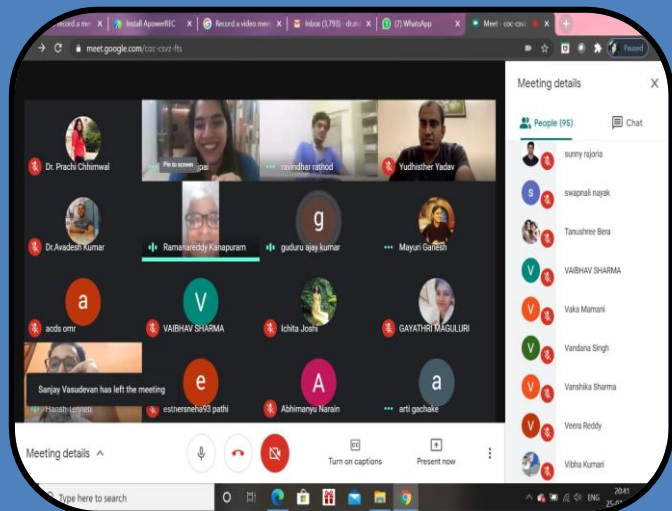 Record a mee
Install ApowerREC
Record a video meet
Inbox (3,793) - dr.m
(7) WhatsApp
Meet - coc-csvz
meet.google.com/coc-csvz-fts
Paused
Meeting details
People (95)
Chat
Dr. Prachi Chhimwal
Pin to screen
jpai
ravindhar rathod
Yudhisther Yadav
Dr.Avadesh Kumar
Ramanareddy Kanapuram
g
guduru ajay kumar
Mayuri Ganesh
a
acds omr
V
VAIBHAV SHARMA
Ichita Joshi
GAYATHRI MAGULURI
Sanjay Vasudevan has left the meeting
e
esthersneha93 pathi
A
Abhimanyu Narain
a
arti gachake
sunny rajoria
S
swapnali nayak
Tanushree Bera
V
VAIBHAV SHARMA
V
Vaka Mamani
V
Vandana Singh
V
Vanshika Sharma
V
Veera Reddy
Vibha Kumari
Meeting details
CC
Turn on captions
Present now
Type here to search
ENG
20:41